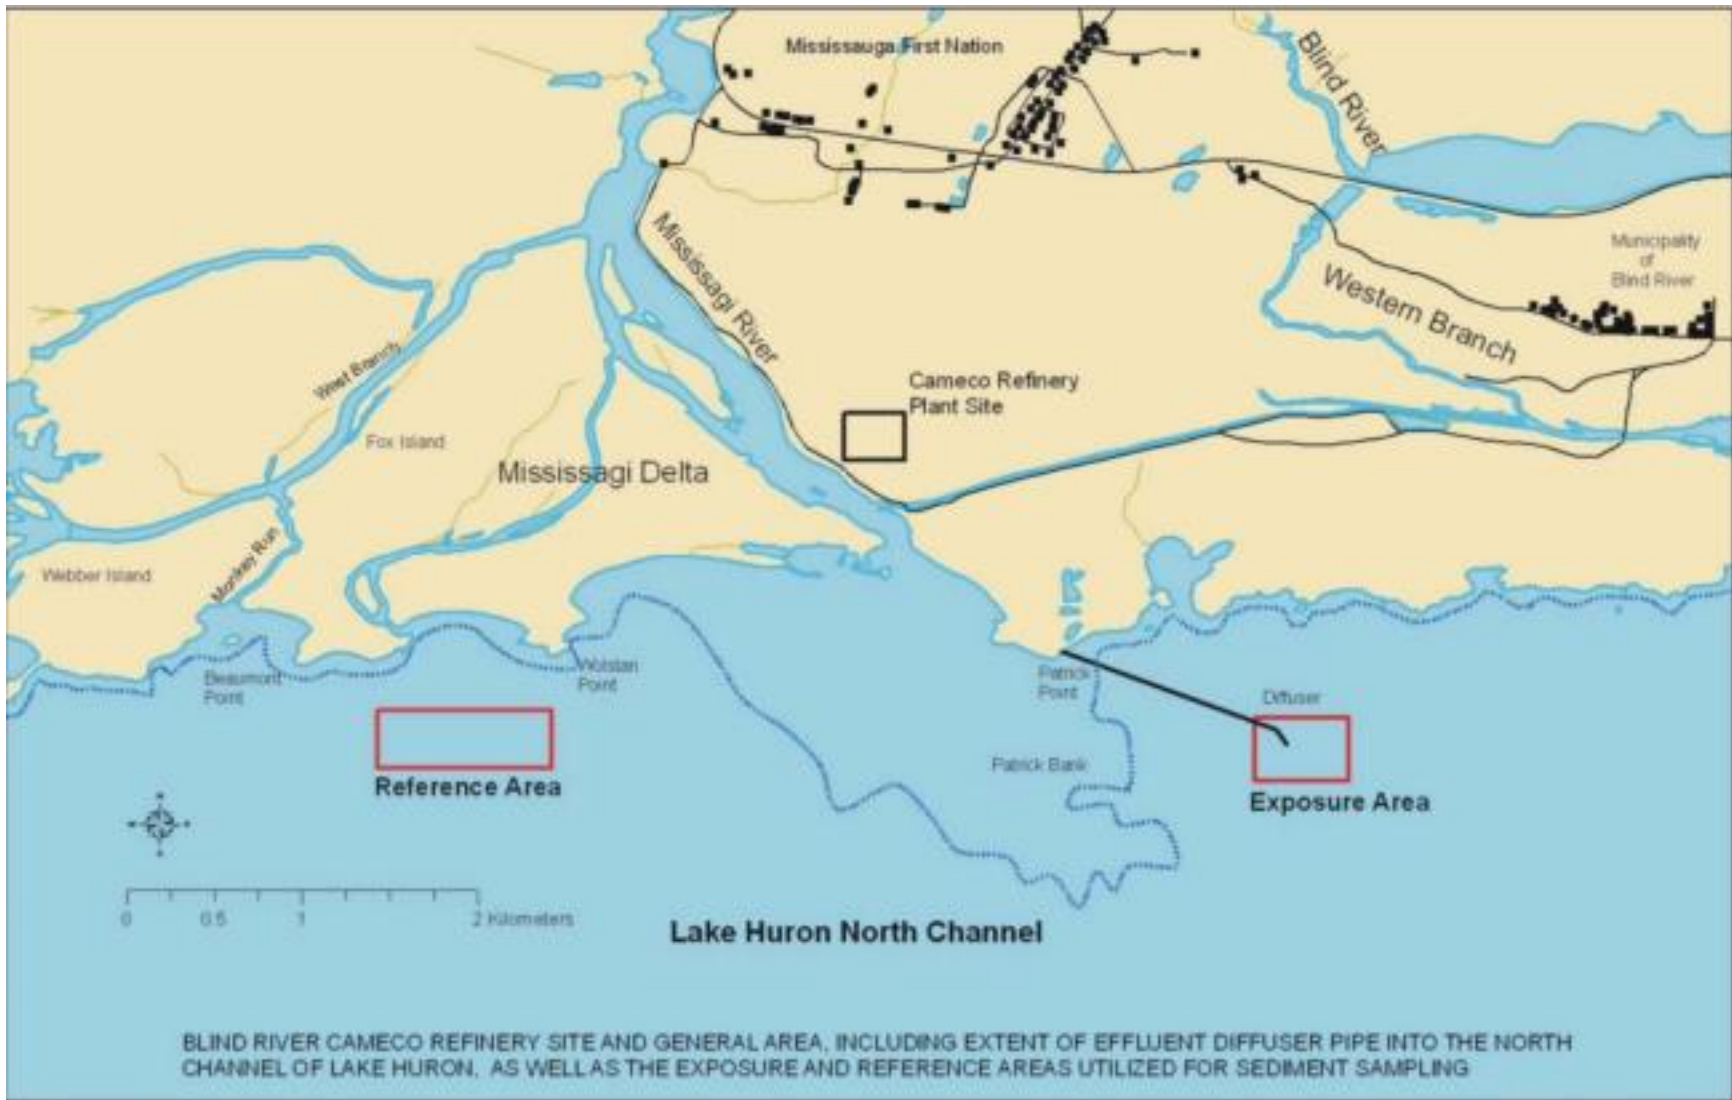 Mississauga First Nation
Blind River
Mississagi River
Municipality
of
Blind River
Western Branch
West Branch
Cameco Refinery
Plant Site
Fox Island
Mississagi Delta
Monkey Run
Webber Island
Beaumont
Point
Wolstan
Point
Patrick
Point
Diffuser
Patrick Bank
Reference Area
Exposure Area
0 0.5 1 2 Kilometers
Lake Huron North Channel
BLIND RIVER CAMECO REFINERY SITE AND GENERAL AREA, INCLUDING EXTENT OF EFFLUENT DIFFUSER PIPE INTO THE NORTH
CHANNEL OF LAKE HURON, AS WELL AS THE EXPOSURE AND REFERENCE AREAS UTILIZED FOR SEDIMENT SAMPLING